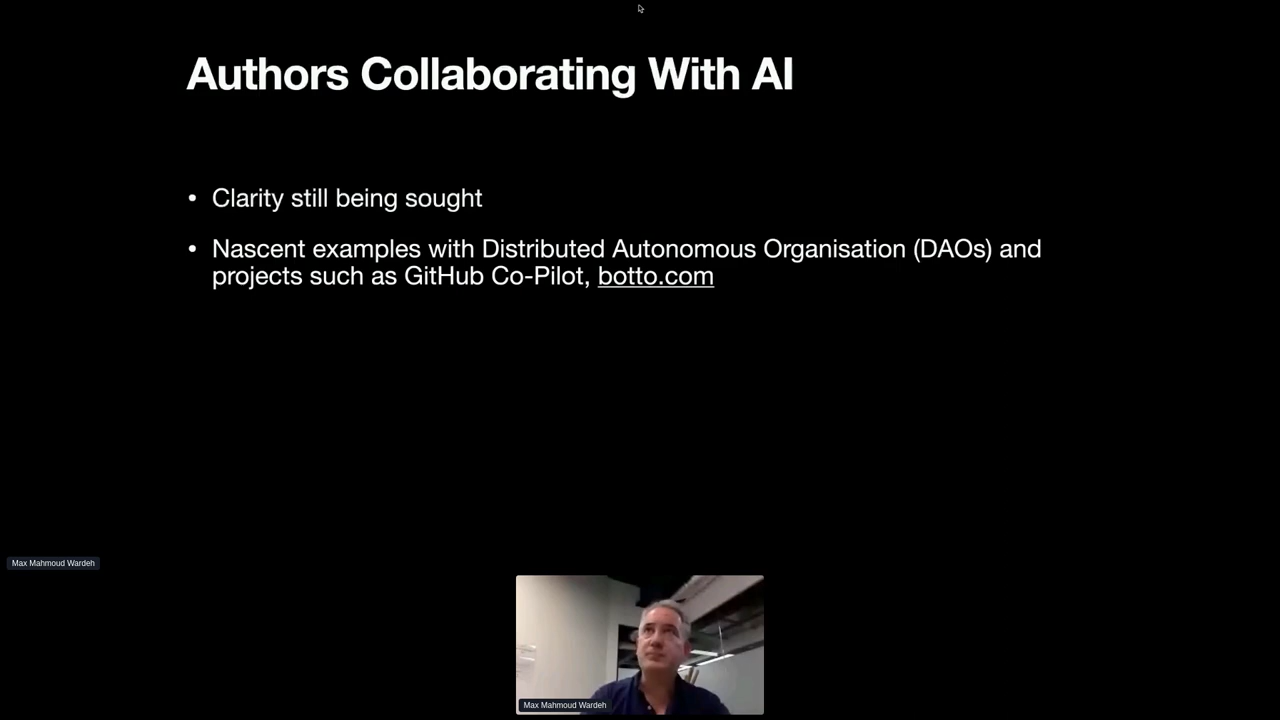 Authors Collaborating With AI
• Clarity still being sought
• Nascent examples with Distributed Autonomous Organisation (DAOs) and
projects such as GitHub Co-Pilot, botto.com
Max Mahmoud Wardeh
Max Mahmoud Wardeh